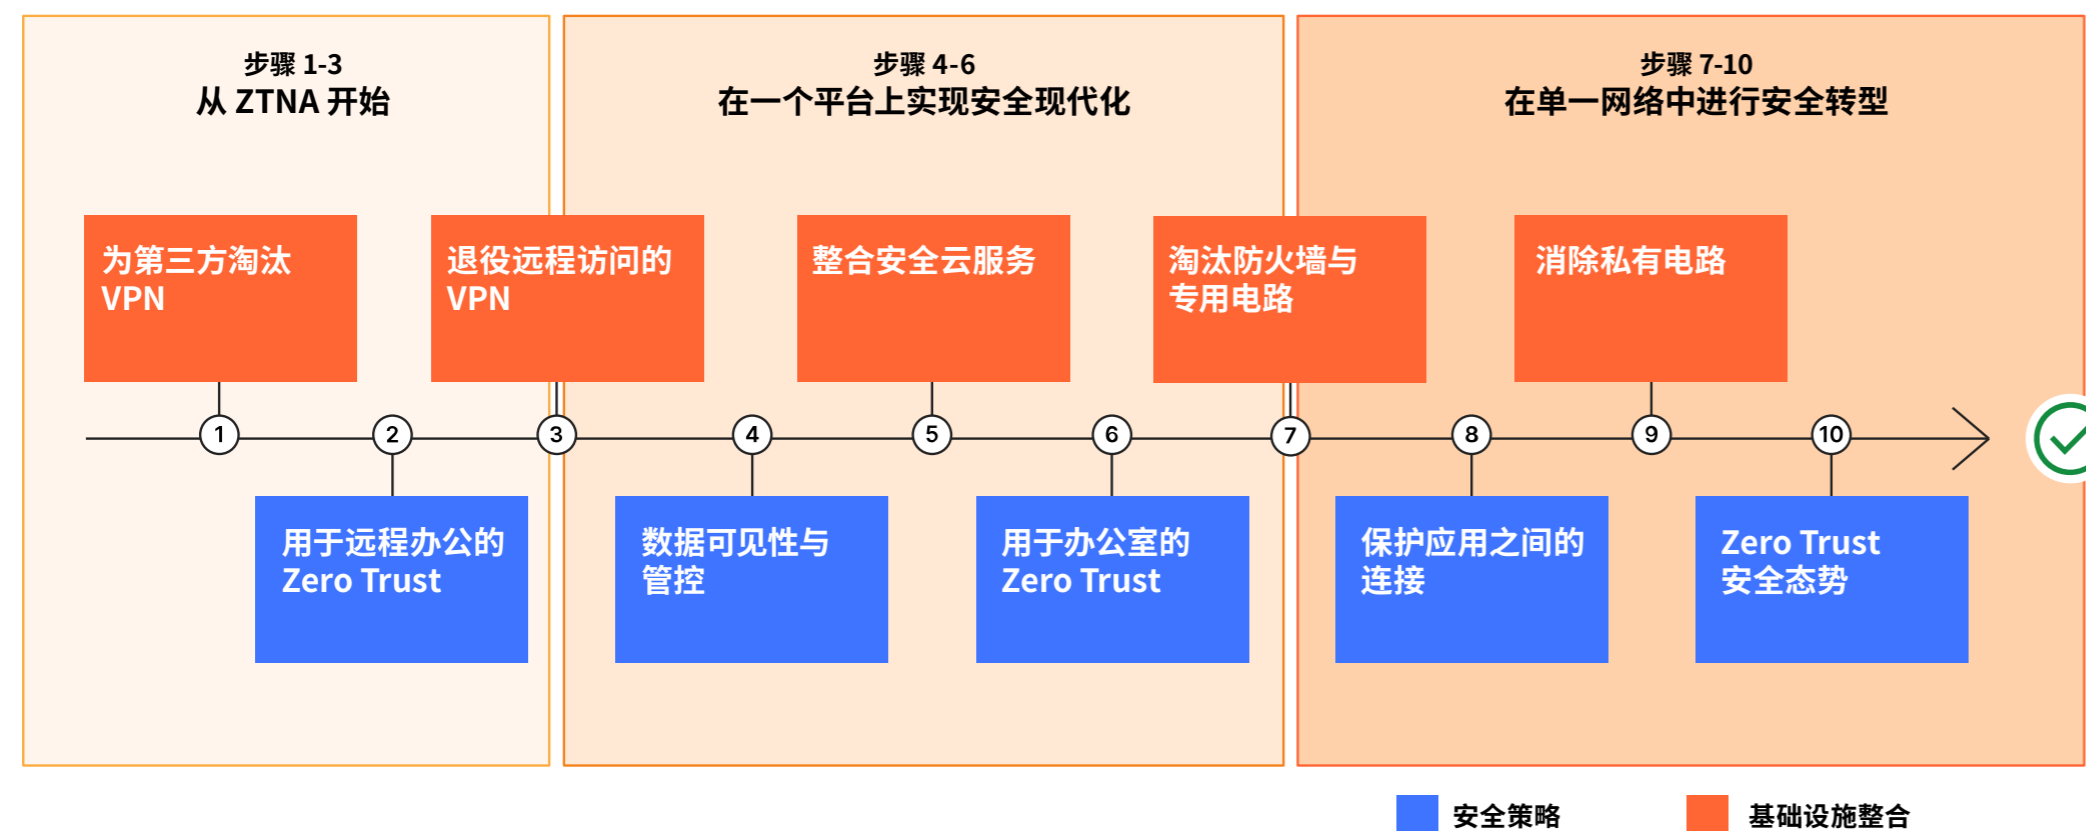 步骤 1-3
从 ZTNA 开始
步骤 4-6
在一个平台上实现安全现代化
步骤 7-10
在单一网络中进行安全转型
为第三方淘汰
VPN
退役远程访问的
VPN
整合安全云服务
淘汰防火墙与
专用电路
消除私有电路
1
2
3
4
5
6
7
8
9
10
用于远程办公的
Zero Trust
数据可见性与
管控
用于办公室的
Zero Trust
保护应用之间的
连接
Zero Trust
安全态势
安全策略
基础设施整合